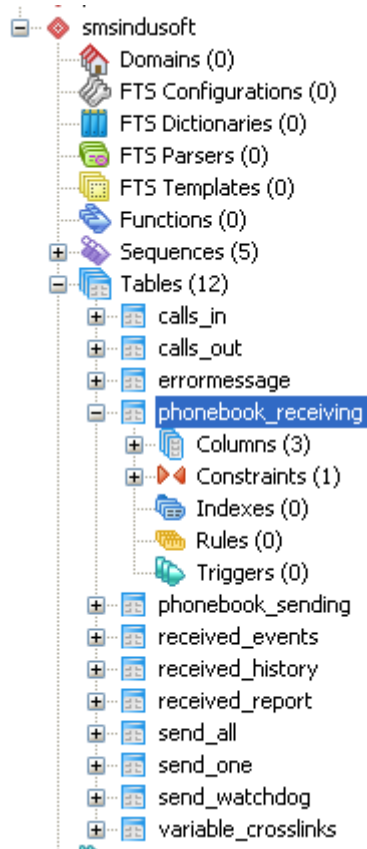 smsindusoft
Domains (0)
FTS Configurations (0)
FTS Dictionaries (0)
FTS Parsers (0)
FTS Templates (0)
Functions (0)
Sequences (5)
Tables (12)
calls_in
calls_out
errormessage
phonebook_receiving
Columns (3)
Constraints (1)
Indexes (0)
Rules (0)
Triggers (0)
phonebook_sending
received_events
received_history
received_report
send_all
send_one
send_watchdog
variable_crosslinks